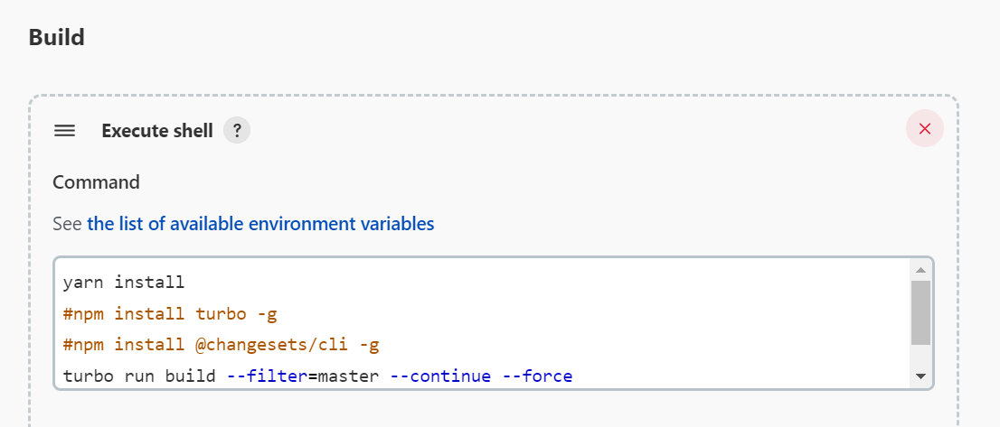 Build
Execute shell ?
Command
See the list of available environment variables
yarn install
#npm install turbo -g
#npm install @changesets/cli -g
turbo run build --filter=master --continue --force